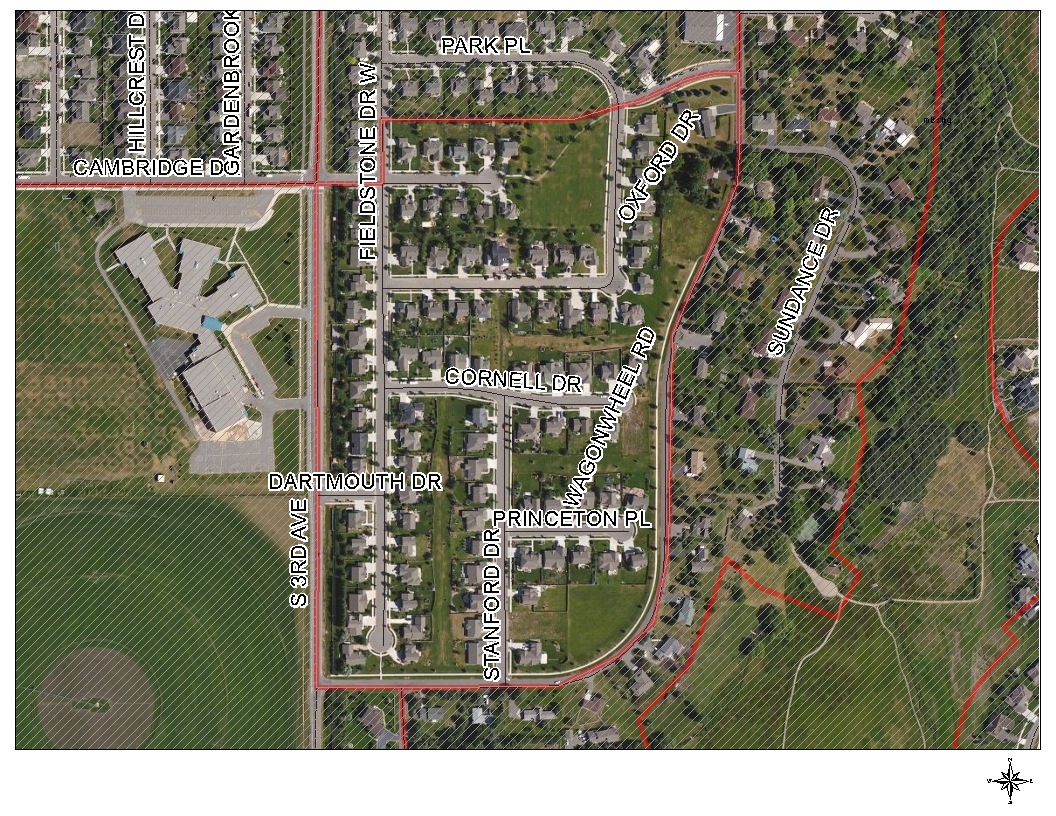 PARK PL
HILLCREST D
GARDENBROOK
FIELDSTONE DR W
CAMBRIDGE D
OXFORD DR
SUNDANCE DR
CORNELL DR
WAGONWHEEL RD
DARTMOUTH DR
PRINCETON PL
S 3RD AVE
STANFORD DR